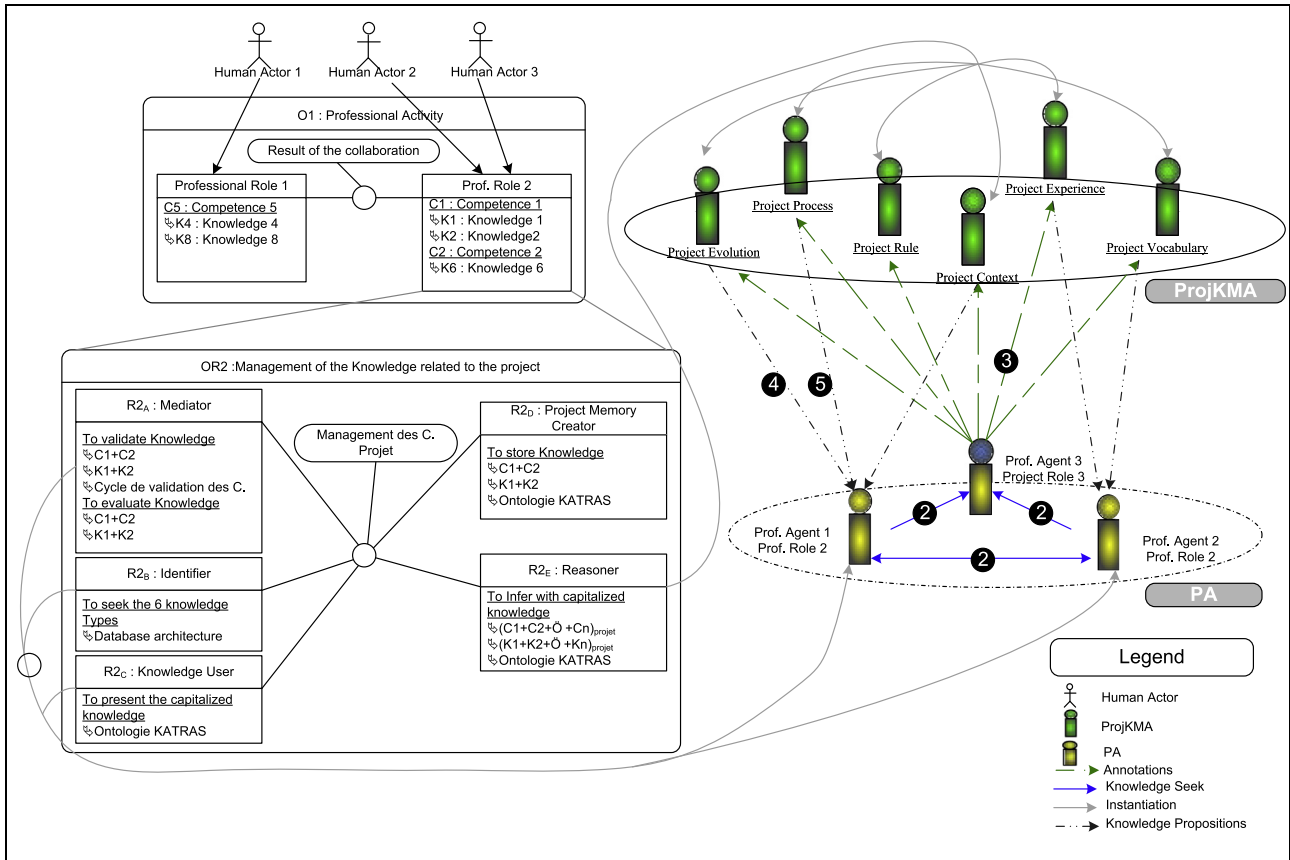 Human Actor 1
Human Actor 2
Human Actor 3
O1 : Professional Activity
Result of the collaboration
Professional Role 1
C5 : Competence 5
K4 : Knowledge 4
K8 : Knowledge 8
Prof. Role 2
C1 : Competence 1
K1 : Knowledge 1
K2 : Knowledge2
C2 : Competence 2
K6 : Knowledge 6
OR2 :Management of the Knowledge related to the project
R2A : Mediator
To validate Knowledge
C1+C2
K1+K2
Cycle de validation des C.
To evaluate Knowledge
C1+C2
K1+K2
R2B : Identifier
To seek the 6 knowledge
Types
Database architecture
R2C : Knowledge User
To present the capitalized
knowledge
Ontologie KATRAS
Management des C.
Projet
R2D : Project Memory
Creator
To store Knowledge
C1+C2
K1+K2
Ontologie KATRAS
R2E : Reasoner
To Infer with capitalized
knowledge
(C1+C2+Ö +Cn)projet
(K1+K2+Ö +Kn)projet
Ontologie KATRAS
Project Evolution
Project Process
Project Rule
Project Context
Project Experience
Project Vocabulary
ProjKMA
3
4
5
Prof. Agent 3
Project Role 3
Prof. Agent 1
Prof. Role 2
2
2
2
Prof. Agent 2
Prof. Role 2
PA
Legend
Human Actor
ProjKMA
PA
Annotations
Knowledge Seek
Instantiation
Knowledge Propositions